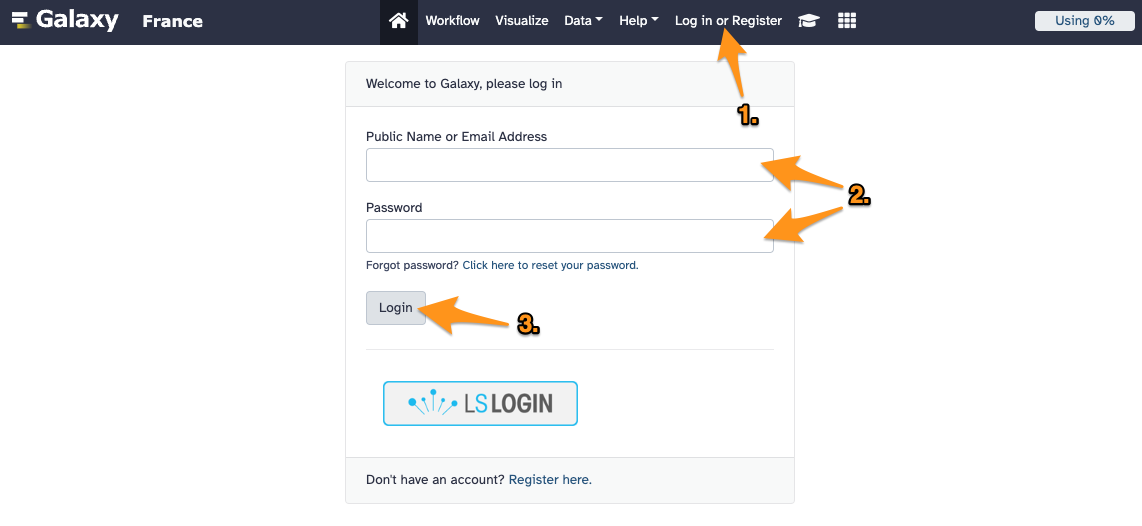 Galaxy France Workflow Visualize Data Help Log in or Register Using 0%
Welcome to Galaxy, please log in
1.
Public Name or Email Address
2.
Password
Forgot password? Click here to reset your password.
Login
3.
LS LOGIN
Don't have an account? Register here.